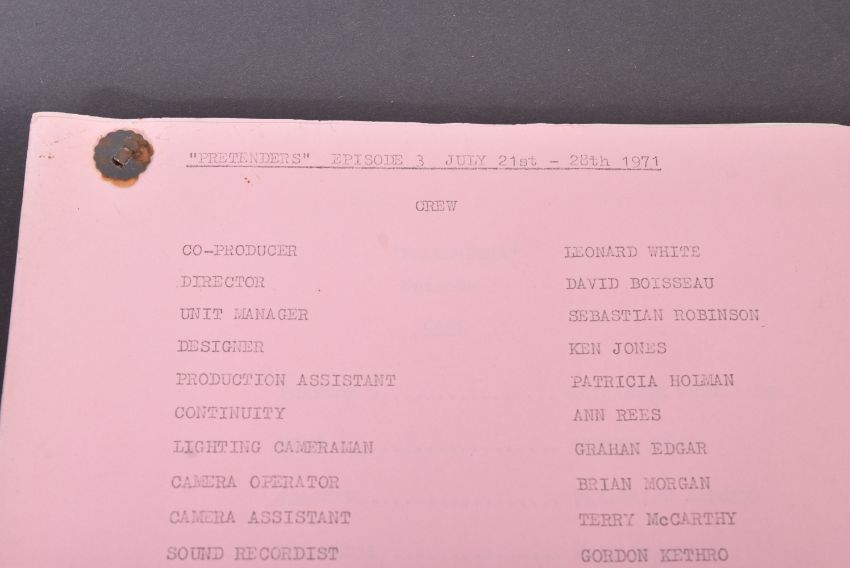 "PRETENDERS" EPISODE 3 JULY 21st - 28th 1971
CREW
CO-PRODUCER LEONARD WHITE
DIRECTOR DAVID BOISSEAU
UNIT MANAGER SEBASTIAN ROBINSON
DESIGNER KEN JONES
PRODUCTION ASSISTANT PATRICIA HOLMAN
CONTINUITY ANN REES
LIGHTING CAMERAMAN GRAHAN EDGAR
CAMERA OPERATOR BRIAN MORGAN
CAMERA ASSISTANT TERRY McCARTHY
SOUND RECORDIST GORDON KETHRO